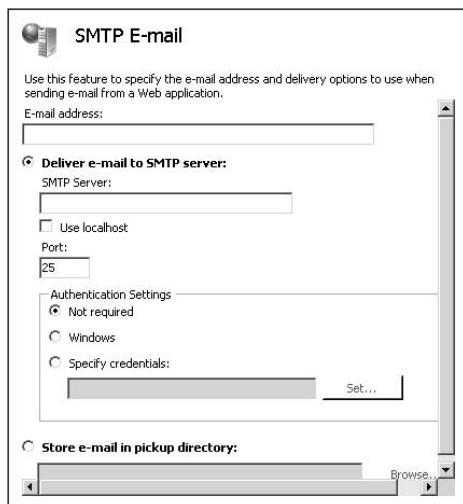 SMTP E-mail
Use this feature to specify the e-mail address and delivery options to use when
sending e-mail from a Web application.
E-mail address:
Deliver e-mail to SMTP server:
SMTP Server:
Use localhost
Port:
25
Authentication Settings
Not required
Windows
Specify credentials:
Set...
Store e-mail in pickup directory:
Browse..